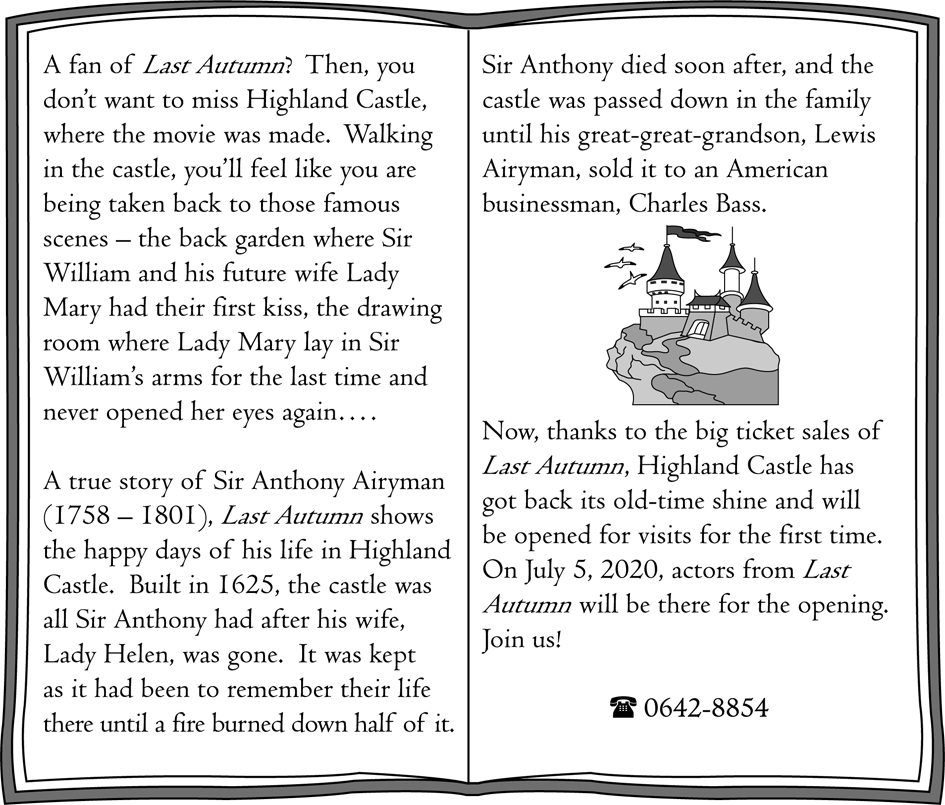 A fan of Last Autumn? Then, you
don't want to miss Highland Castle,
where the movie was made. Walking
in the castle, you'll feel like you are
being taken back to those famous
scenes – the back garden where Sir
William and his future wife Lady
Mary had their first kiss, the drawing
room where Lady Mary lay in Sir
William's arms for the last time and
never opened her eyes again….
A true story of Sir Anthony Airyman
(1758 – 1801), Last Autumn shows
the happy days of his life in Highland
Castle. Built in 1625, the castle was
all Sir Anthony had after his wife,
Lady Helen, was gone. It was kept
as it had been to remember their life
there until a fire burned down half of it.
Sir Anthony died soon after, and the
castle was passed down in the family
until his great-great-grandson, Lewis
Airyman, sold it to an American
businessman, Charles Bass.
Now, thanks to the big ticket sales of
Last Autumn, Highland Castle has
got back its old-time shine and will
be opened for visits for the first time.
On July 5, 2020, actors from Last
Autumn will be there for the opening.
Join us!
☎ 0642-8854